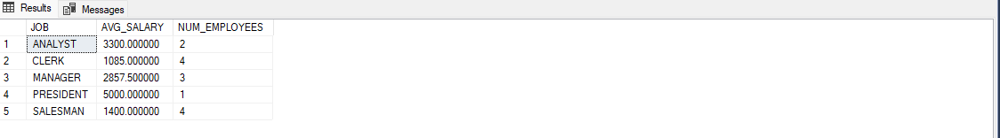 Results Messages
JOB AVG_SALARY NUM_EMPLOYEES
1 ANALYST 3300.000000 2
2 CLERK 1085.000000 4
3 MANAGER 2857.500000 3
4 PRESIDENT 5000.000000 1
5 SALESMAN 1400.000000 4